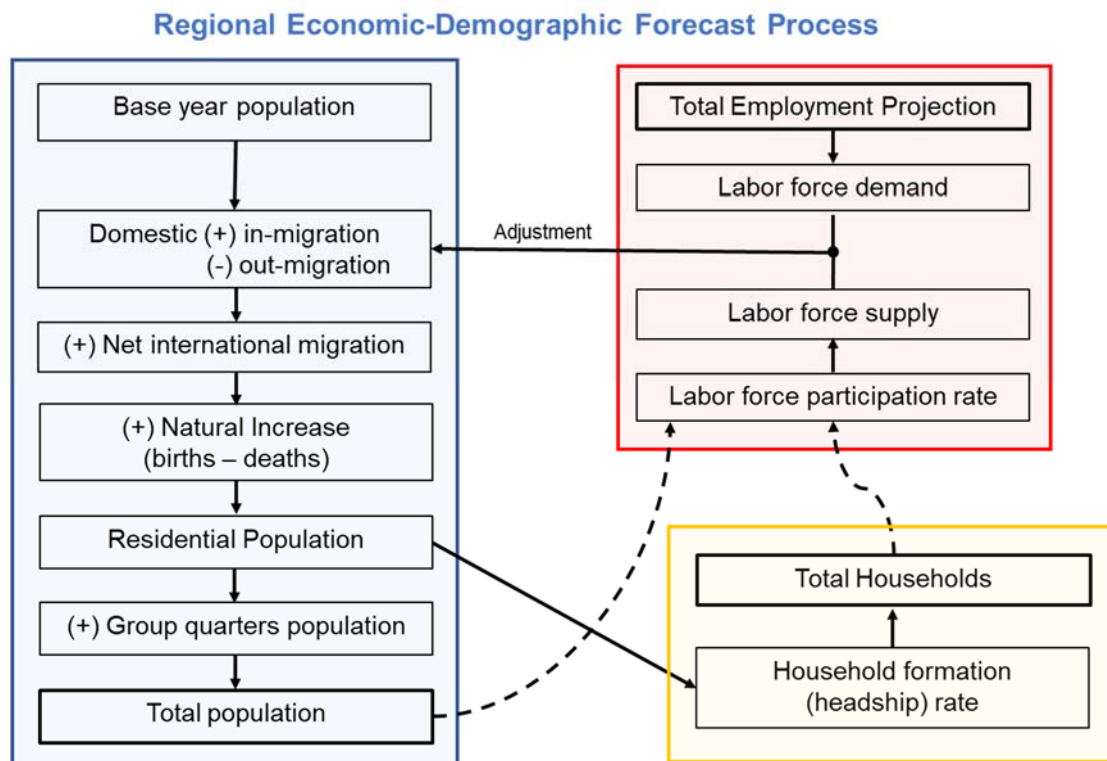 Regional Economic-Demographic Forecast Process
Base year population
Domestic (+) in-migration
(-) out-migration
(+) Net international migration
(+) Natural Increase
(births – deaths)
Residential Population
(+) Group quarters population
Total population
Adjustment
Total Employment Projection
Labor force demand
Labor force supply
Labor force participation rate
Total Households
Household formation
(headship) rate